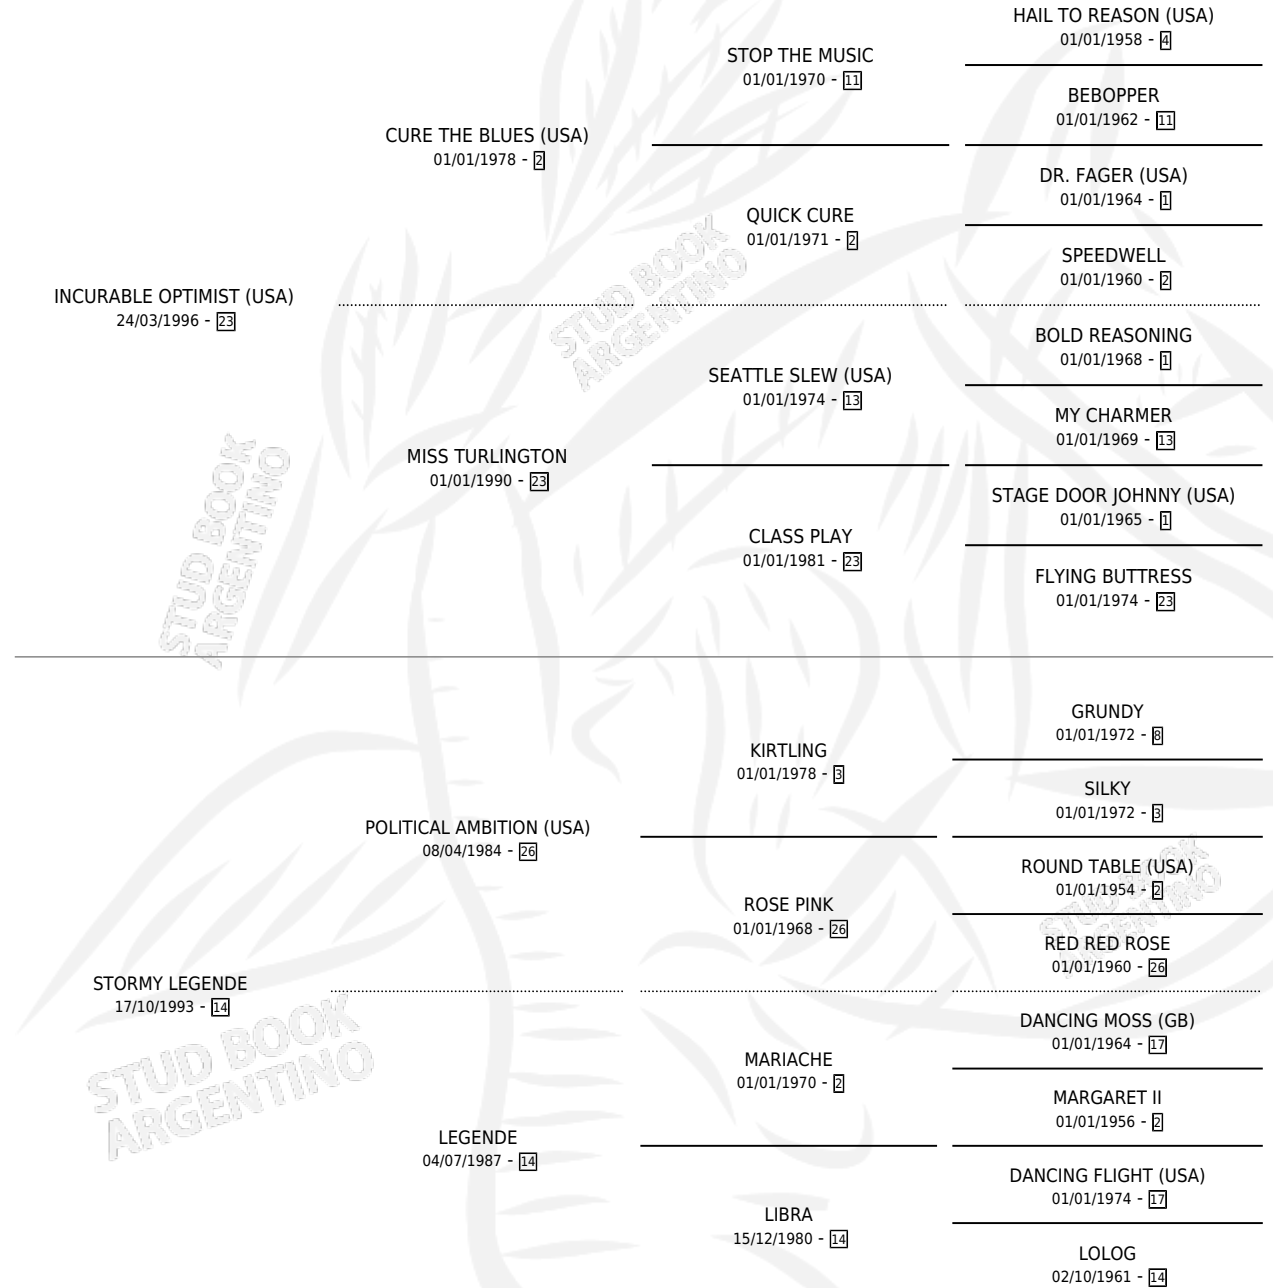 HAIL TO REASON (USA)
01/01/1958 - 4
STOP THE MUSIC
01/01/1970 - 11
BEBOPPER
01/01/1962 - 11
CURE THE BLUES (USA)
01/01/1978 - 2
DR. FAGER (USA)
01/01/1964 - 1
QUICK CURE
01/01/1971 - 2
SPEEDWELL
01/01/1960 - 2
INCURABLE OPTIMIST (USA)
24/03/1996 - 23
BOLD REASONING
01/01/1968 - 1
SEATTLE SLEW (USA)
01/01/1974 - 13
MY CHARMER
01/01/1969 - 13
MISS TURLINGTON
01/01/1990 - 23
STAGE DOOR JOHNNY (USA)
01/01/1965 - 1
CLASS PLAY
01/01/1981 - 23
FLYING BUTTRESS
01/01/1974 - 23
GRUNDY
01/01/1972 - 8
KIRTLING
01/01/1978 - 3
SILKY
01/01/1972 - 3
POLITICAL AMBITION (USA)
08/04/1984 - 26
ROUND TABLE (USA)
01/01/1954 - 2
ROSE PINK
01/01/1968 - 26
RED RED ROSE
01/01/1960 - 26
STORMY LEGENDE
17/10/1993 - 14
DANCING MOSS (GB)
01/01/1964 - 17
MARIACHE
01/01/1970 - 2
MARGARET II
01/01/1956 - 2
LEGENDE
04/07/1987 - 14
DANCING FLIGHT (USA)
01/01/1974 - 17
LIBRA
15/12/1980 - 14
LOLOG
02/10/1961 - 14
STUD BOOK
ARGENTINO
STUD BOOK
ARGENTINO
STUD BOOK
ARGENTINO
STUD BOOK
ARGENTINO